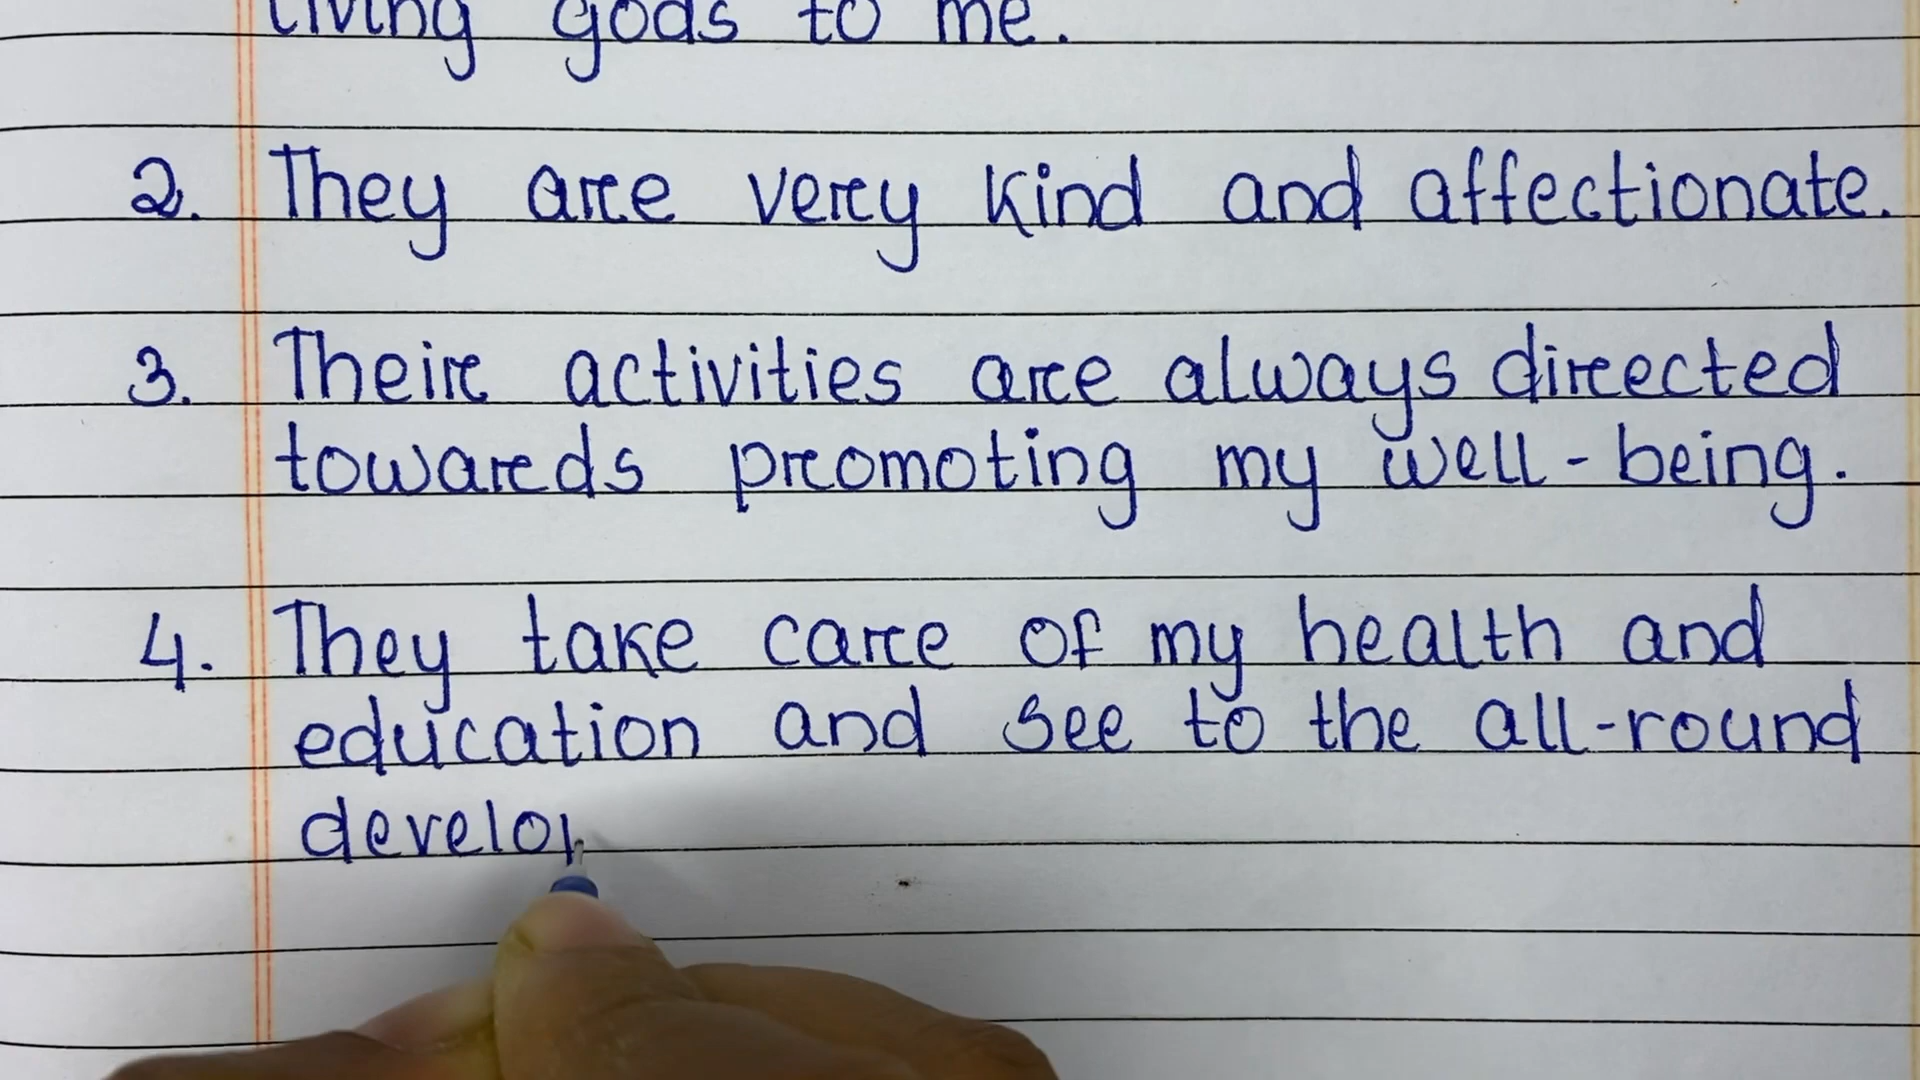 living gods to me.
2. They are very kind and affectionate.
3. Their activities are always directed
towards promoting my well-being.
4. They take care of my health and
education and see to the all-round
develop